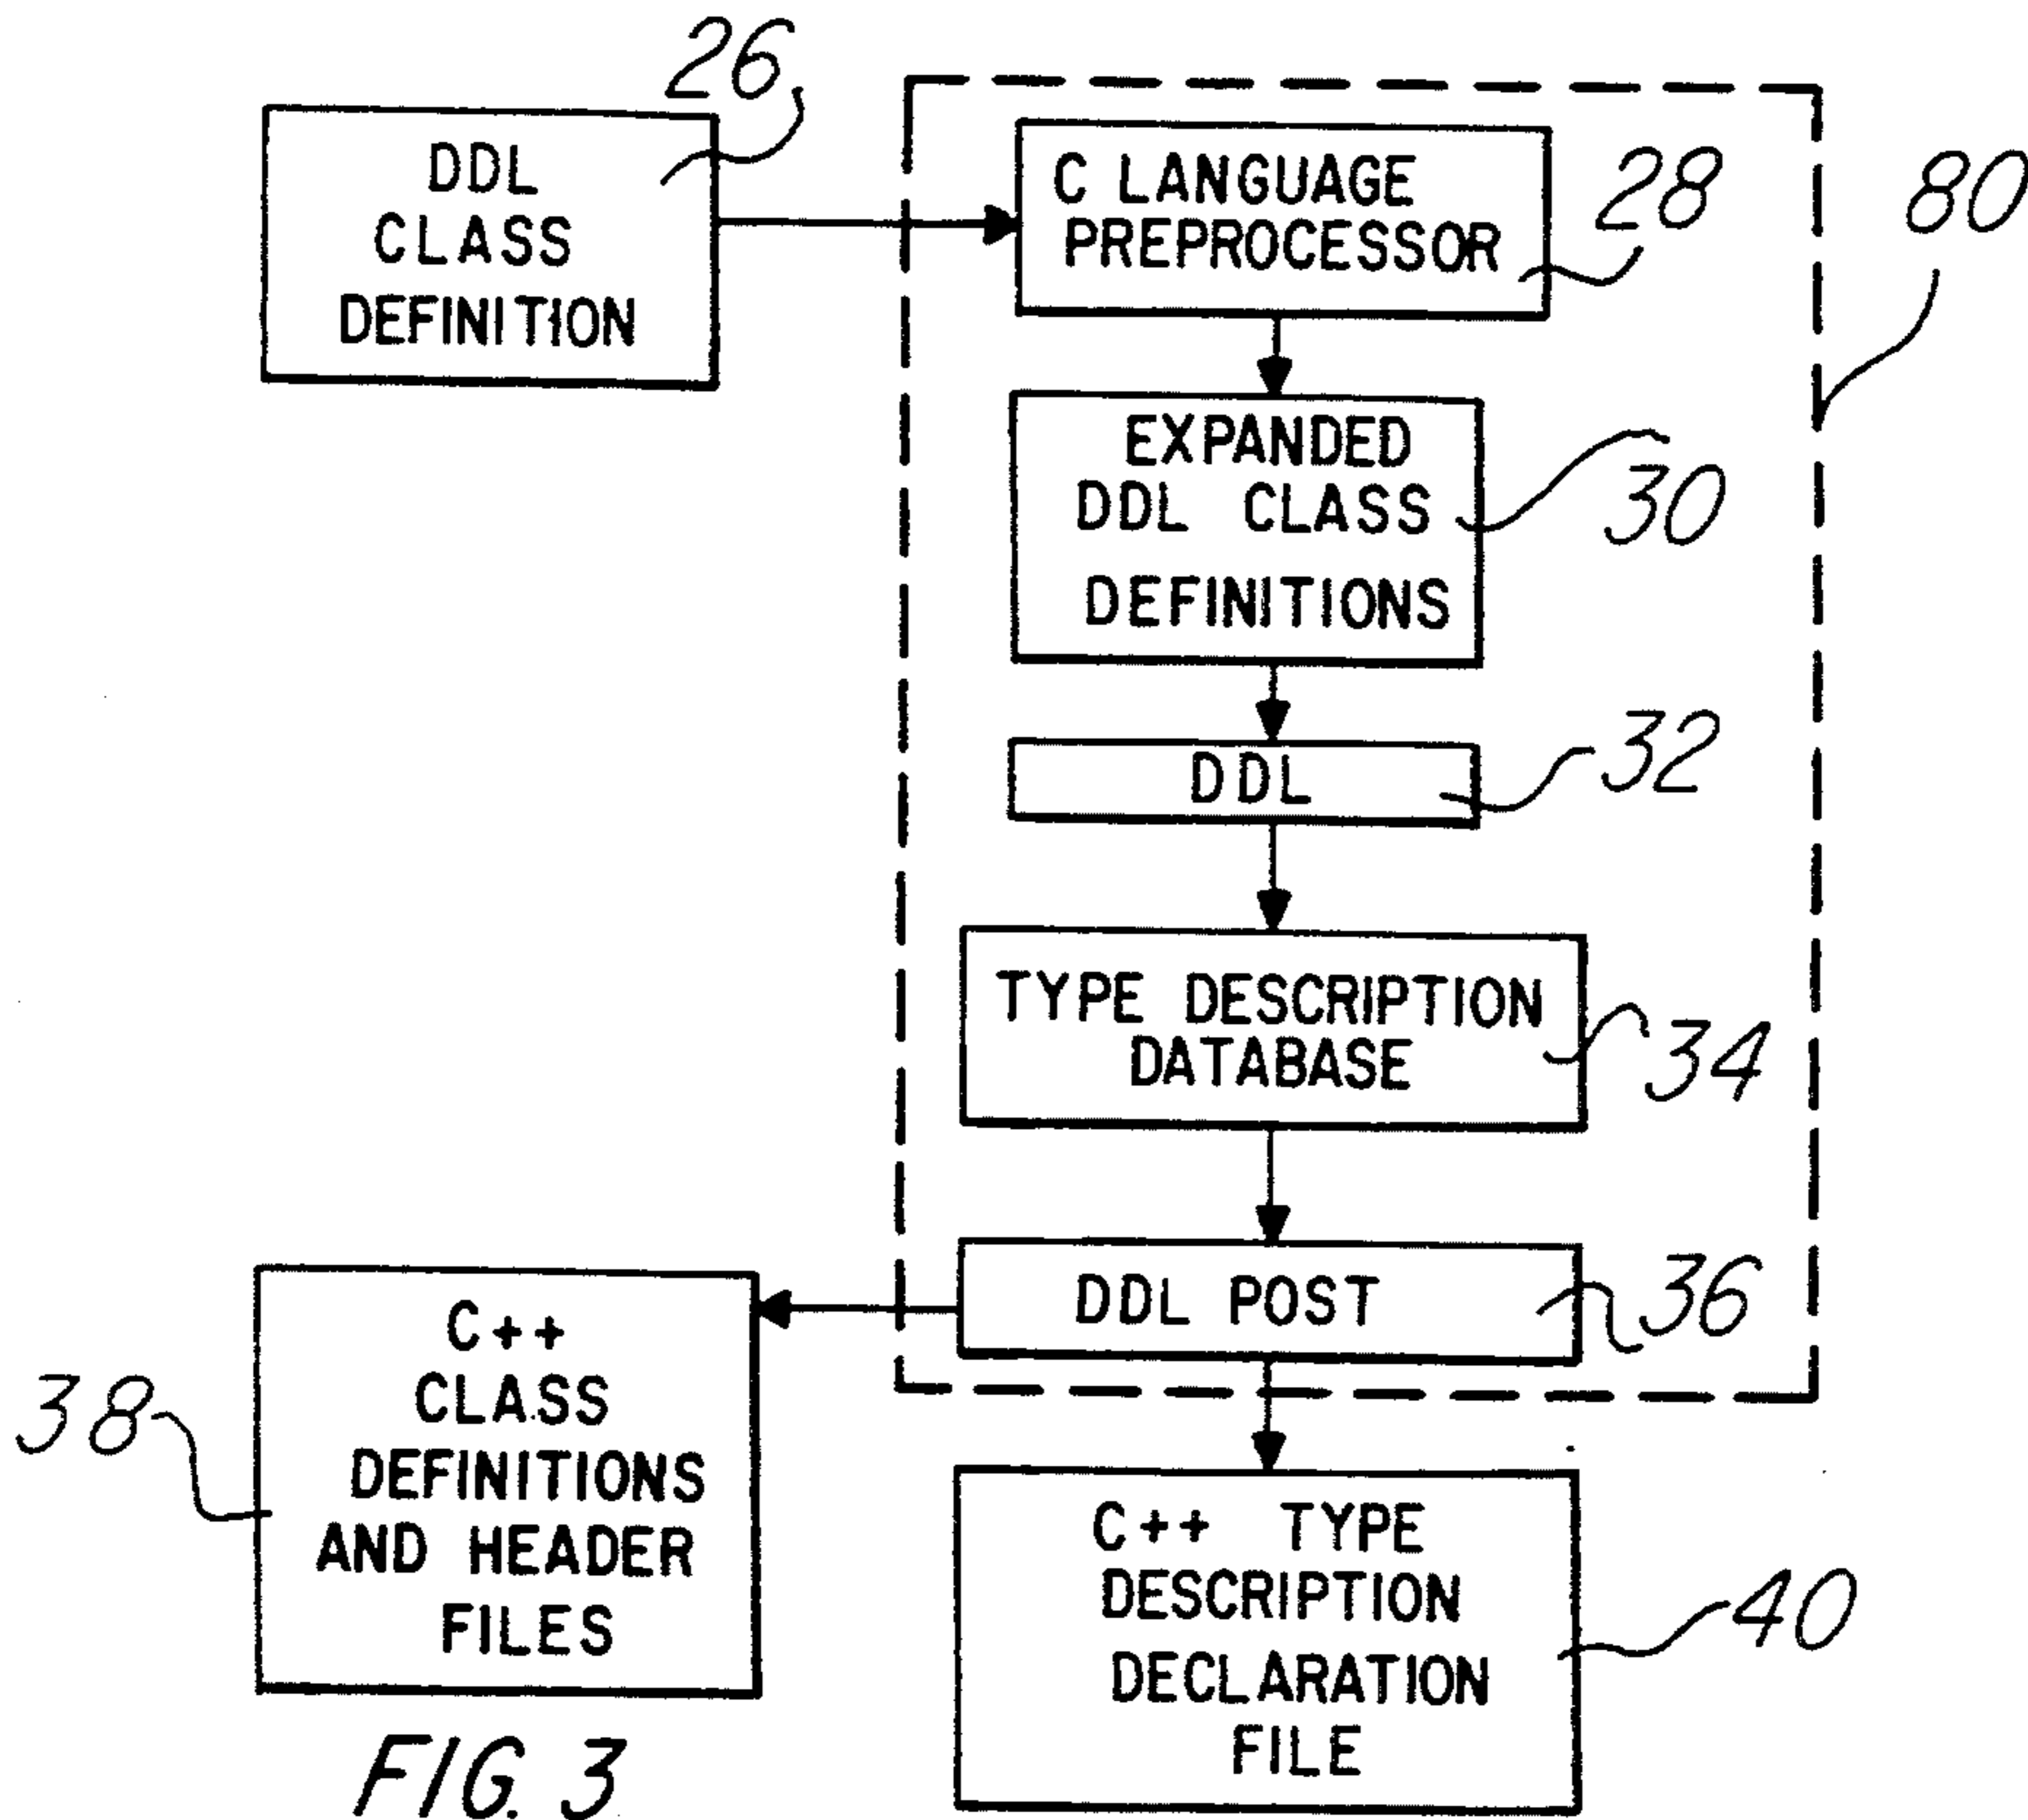 26
DDL
CLASS
DEFINITION
C LANGUAGE
PREPROCESSOR
28
80
EXPANDED
DDL CLASS
DEFINITIONS
30
DDL
32
TYPE DESCRIPTION
DATABASE
34
DDL POST
36
C++
CLASS
DEFINITIONS
AND HEADER
FILES
38
C++ TYPE
DESCRIPTION
DECLARATION
FILE
40
FIG. 3